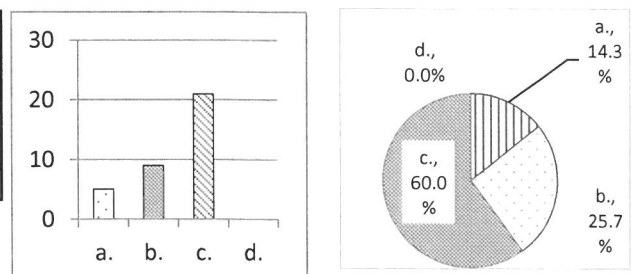 30
20
10
0
a.
b.
c.
d.
d.,
0.0%
a.,
14.3
%
c.,
60.0
%
b.,
25.7
%